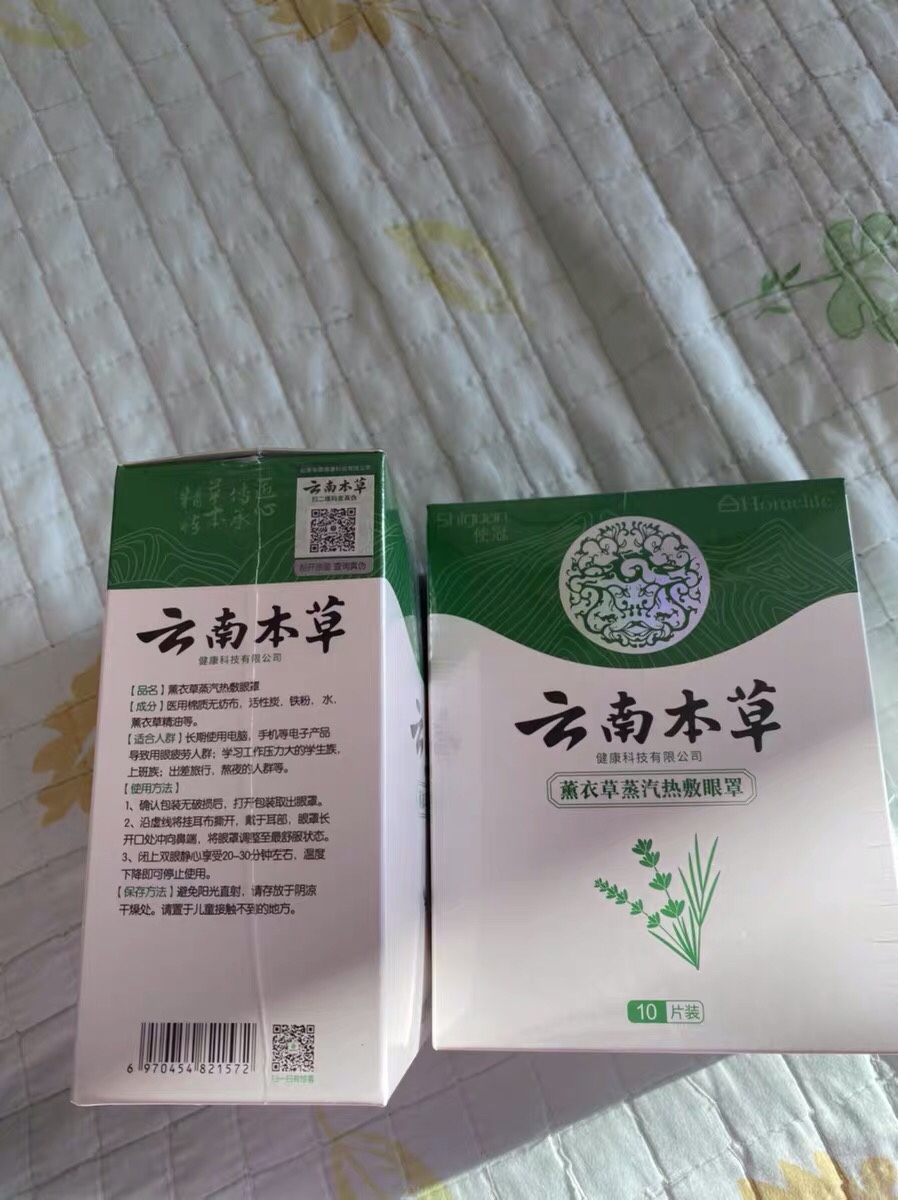 云南本草
扫二维码查真伪
刮开涂层 查询真伪
云南本草
健康科技有限公司
【品名】薰衣草蒸汽热敷眼罩
【成分】医用棉质无纺布，活性炭，铁粉，水，
薰衣草精油等。
【适合人群】长期使用电脑，手机等电子产品
导致用眼疲劳人群；学习工作压力大的学生族，
上班族；出差旅行，熬夜的人群等。
【使用方法】
1、确认包装无破损后，打开包装取出眼罩。
2、沿虚线将挂耳布撕开，戴于耳部，眼罩长
开口处冲向鼻端，将眼罩调整至最舒服状态。
3、闭上双眼静心享受20-30分钟左右，温度
下降即可停止使用。
【保存方法】避免阳光直射，请存放于阴凉
干燥处。请置于儿童接触不到的地方。
6 970454 821572
扫一扫有惊喜
Shiguan
使冠
Homelife
云南本草
健康科技有限公司
薰衣草蒸汽热敷眼罩
10 片装